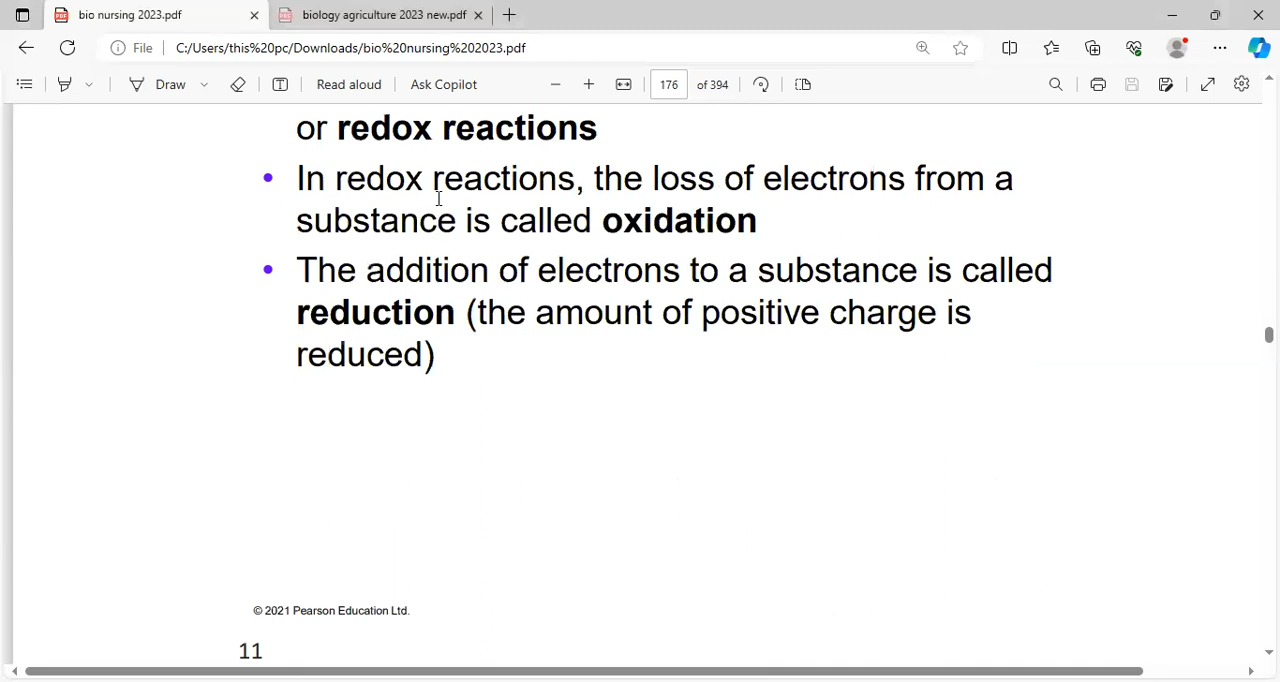 bio nursing 2023.pdf
biology agriculture 2023 new.pdf
File
C:/Users/this%20pc/Downloads/bio%20nursing%202023.pdf
Draw
Read aloud
Ask Copilot
176
of 394
or redox reactions
• In redox reactions, the loss of electrons from a
substance is called oxidation
• The addition of electrons to a substance is called
reduction (the amount of positive charge is
reduced)
© 2021 Pearson Education Ltd.
11